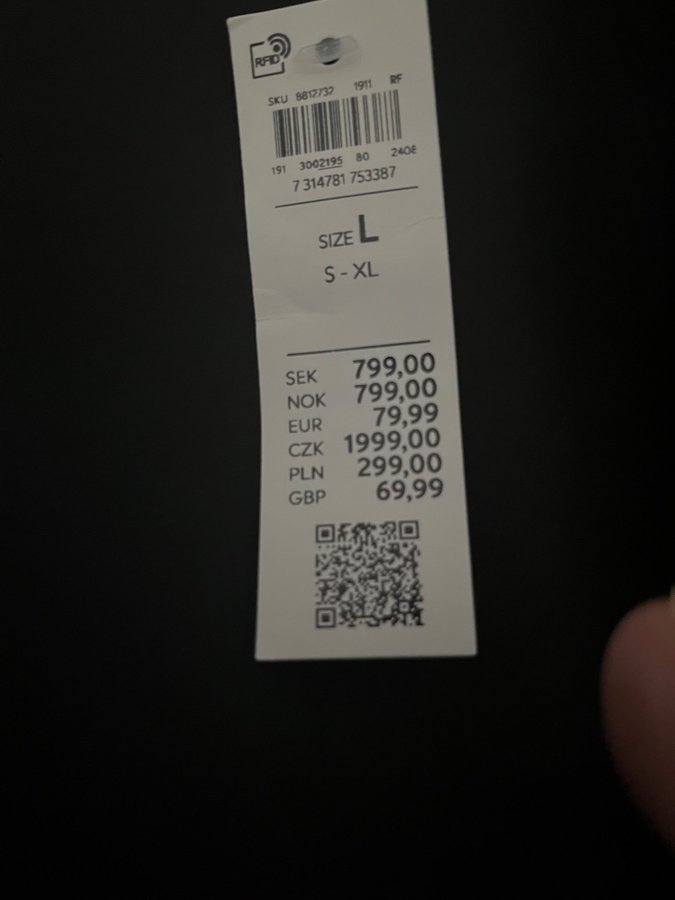 RFID
SKU 8812732 1911 RF
191 3002195 80 2408
7 314781 753387
SIZE L
S - XL
SEK 799,00
NOK 799,00
EUR 79,99
CZK 1999,00
PLN 299,00
GBP 69,99